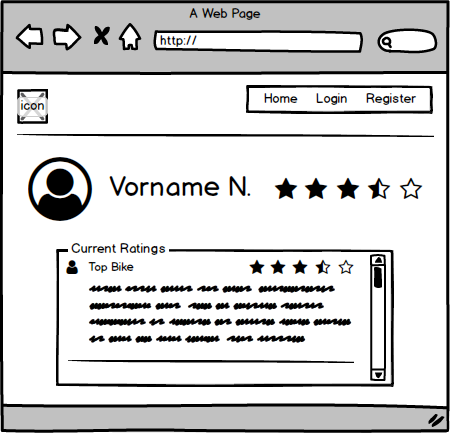 A Web Page
http://
icon
Home Login Register
Vorname N.
Current Ratings
Top Bike